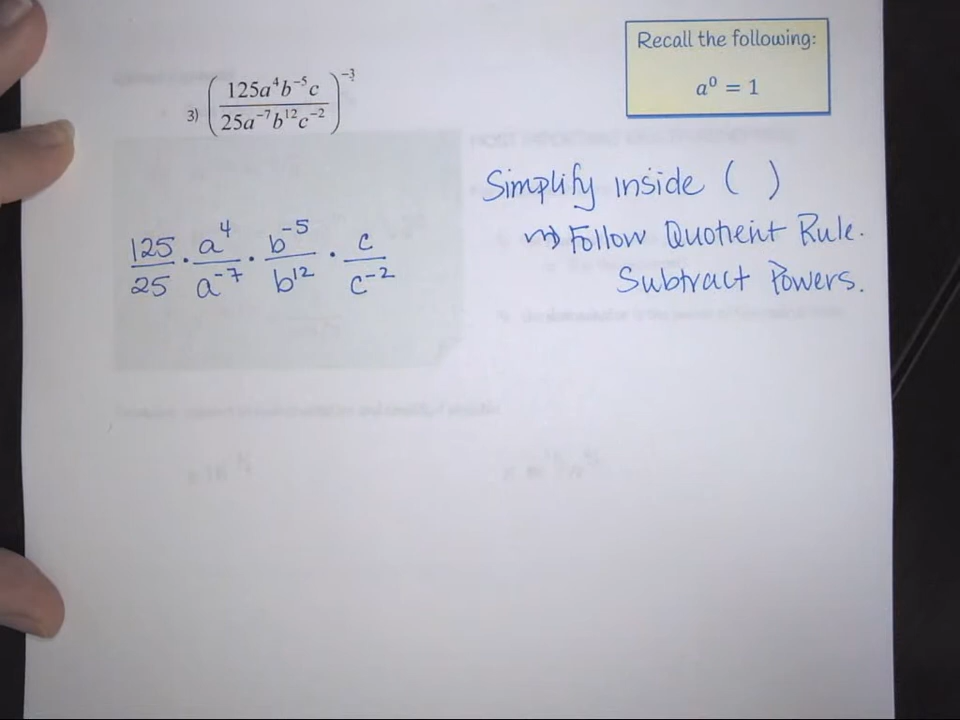 Recall the following:
a⁰ = 1
3) (125a⁴b⁻⁵c / 25a⁻⁷b¹²c⁻²)⁻³
Simplify inside ( )
⇝ Follow Quotient Rule.
Subtract Powers.
125/25 · a⁴/a⁻⁷ · b⁻⁵/b¹² · c/c⁻²